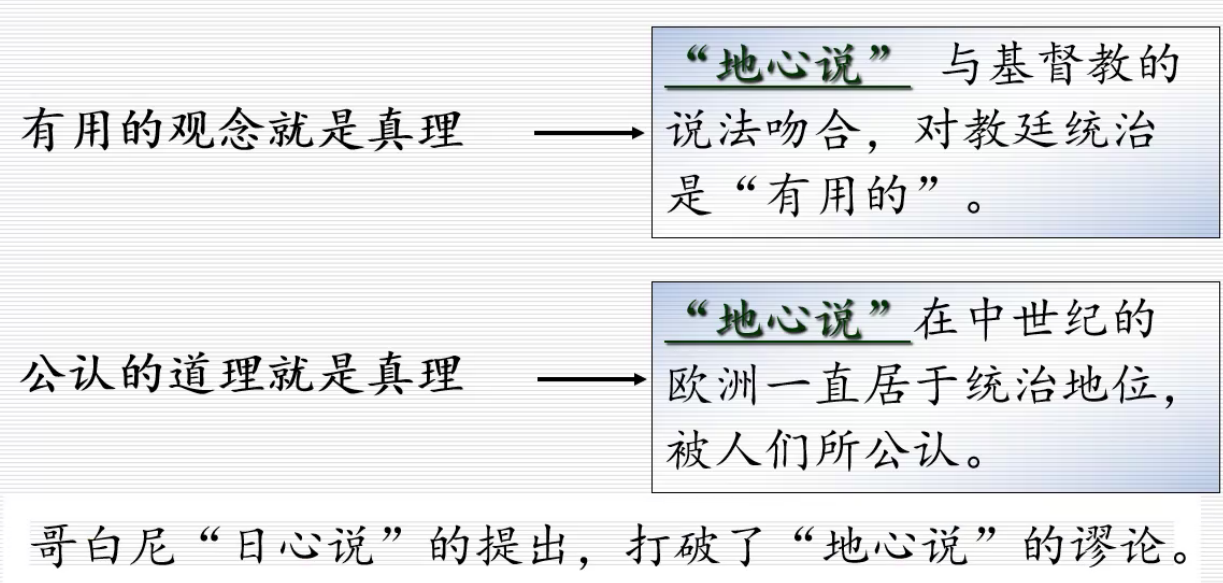 有用的观念就是真理
“地心说” 与基督教的
说法吻合，对教廷统治
是“有用的”。
公认的道理就是真理
“地心说”在中世纪的
欧洲一直居于统治地位，
被人们所公认。
哥白尼“日心说”的提出，打破了“地心说”的谬论。